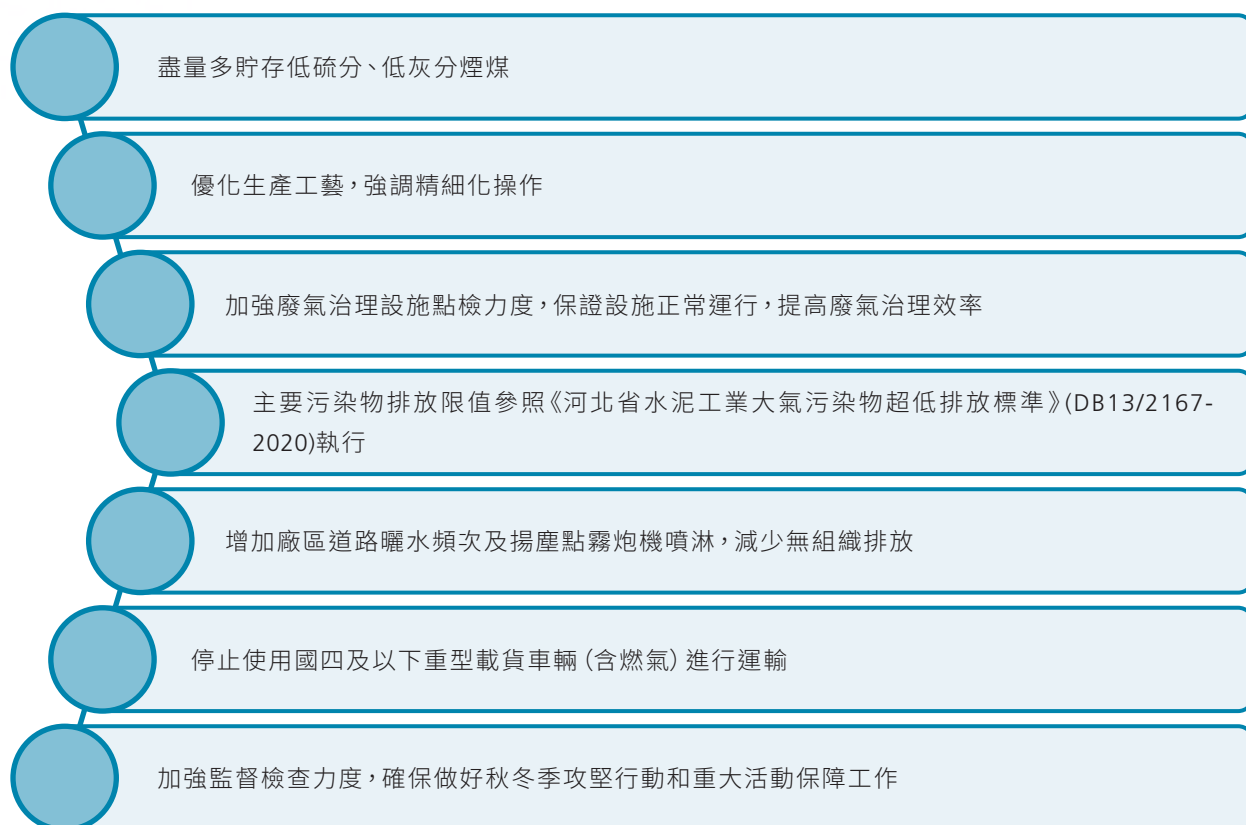 盡量多貯存低硫分、低灰分煙煤
優化生產工藝，強調精細化操作
加強廢氣治理設施點檢力度，保證設施正常運行，提高廢氣治理效率
主要污染物排放限值參照《河北省水泥工業大氣污染物超低排放標準》(DB13/2167-
2020)執行
增加廠區道路曬水頻次及揚塵點霧炮機噴淋，減少無組織排放
停止使用國四及以下重型載貨車輛（含燃氣）進行運輸
加強監督檢查力度，確保做好秋冬季攻堅行動和重大活動保障工作